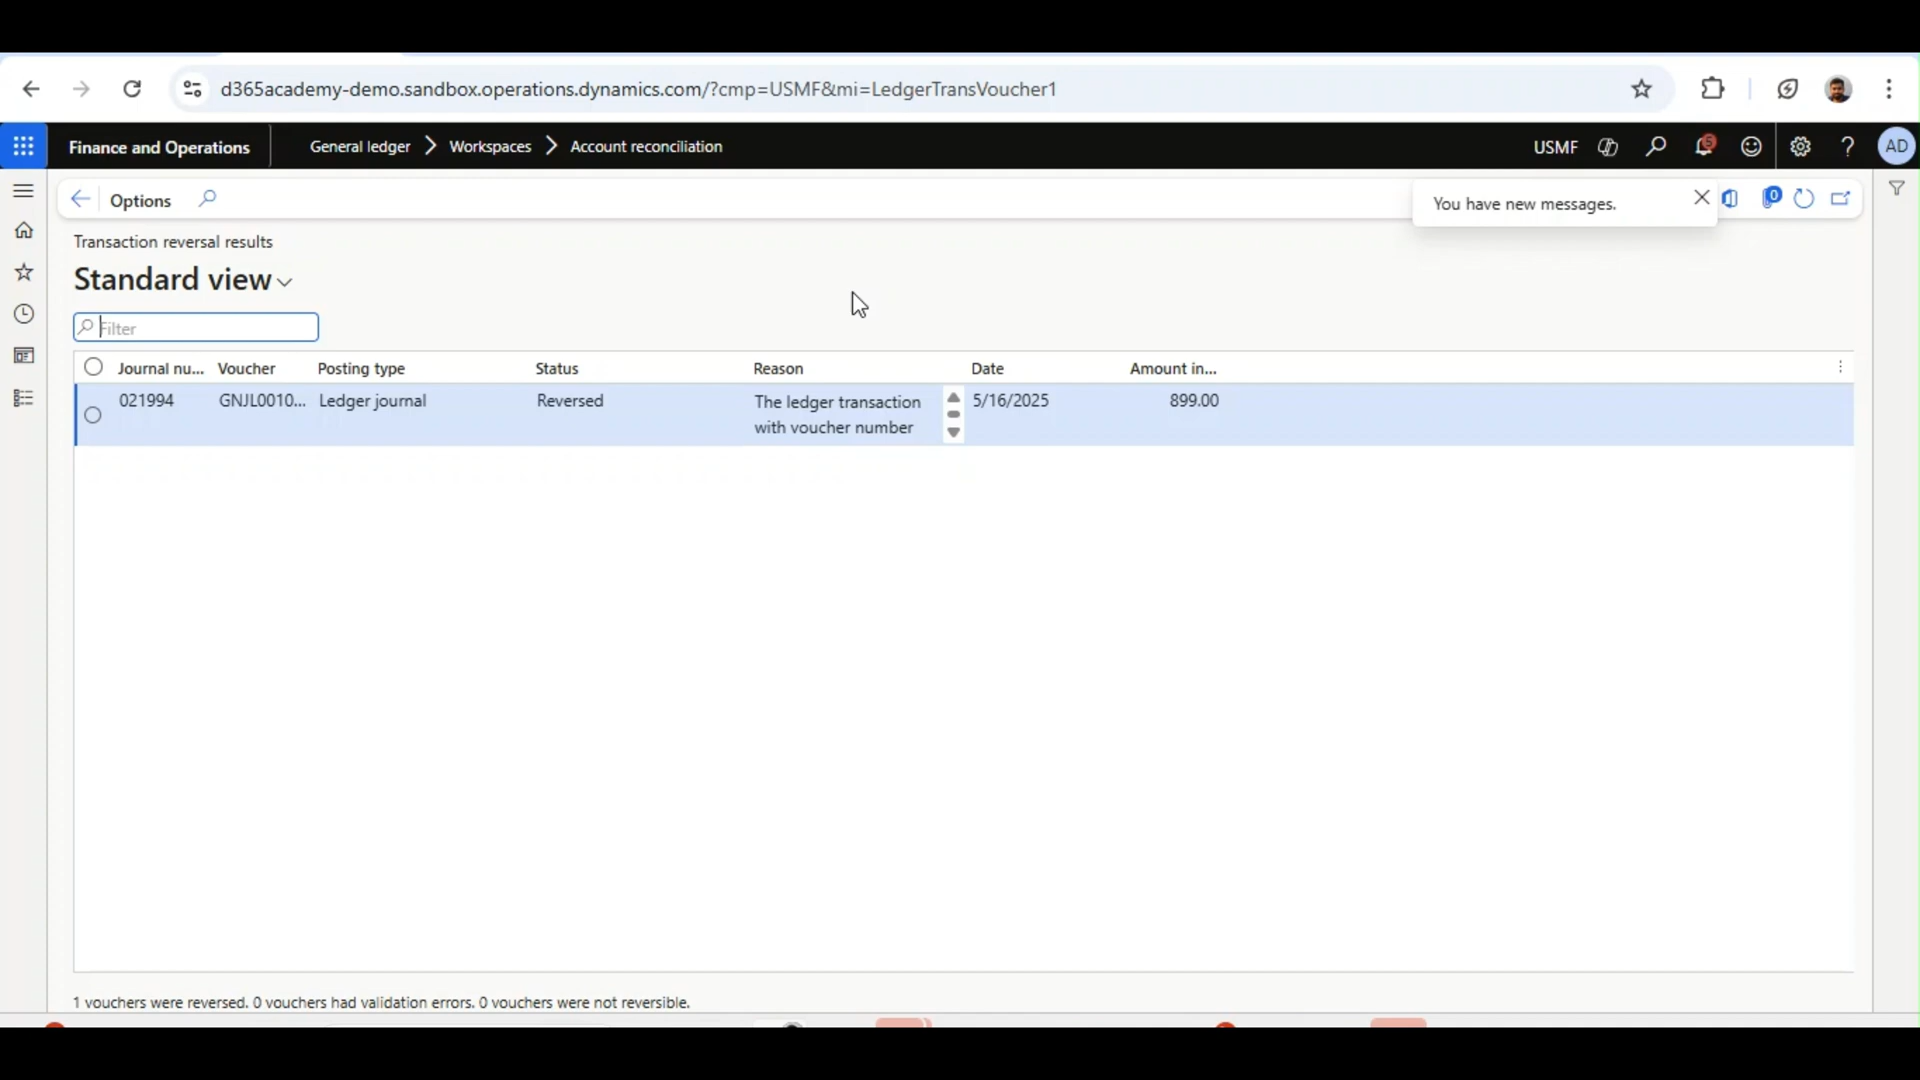 d365academy-demo.sandbox.operations.dynamics.com/?cmp=USMF&mi=LedgerTransVoucher1
Finance and Operations
General ledger
Workspaces
Account reconciliation
USMF
AD
Options
You have new messages.
0
Transaction reversal results
Standard view
Filter
Journal nu... Voucher Posting type Status Reason Date Amount in...
021994 GNJL0010... Ledger journal Reversed The ledger transaction 5/16/2025 899.00
with voucher number
1 vouchers were reversed. 0 vouchers had validation errors. 0 vouchers were not reversible.